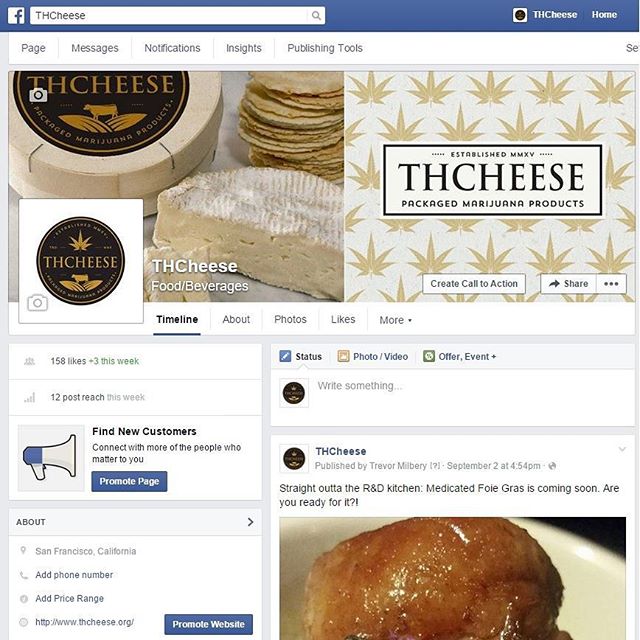 THCheese
THCheese Home
Page Messages Notifications Insights Publishing Tools Se
THCHEESE
PACKAGED MARIJUANA PRODUCTS
ESTABLISHED MMXV
THCHEESE
PACKAGED MARIJUANA PRODUCTS
ESTABLISHED MMXV
THCHEESE
PACKAGED MARIJUANA PRODUCTS
THCheese
Food/Beverages
Create Call to Action Share
Timeline About Photos Likes More
158 likes +3 this week
12 post reach this week
Find New Customers
Connect with more of the people who
matter to you
Promote Page
ABOUT
San Francisco, California
Add phone number
Add Price Range
http://www.thcheese.org/ Promote Website
Status Photo / Video Offer, Event +
Write something...
THCheese
Published by Trevor Milbery [?] · September 2 at 4:54pm ·
Straight outta the R&D kitchen: Medicated Foie Gras is coming soon. Are
you ready for it?!